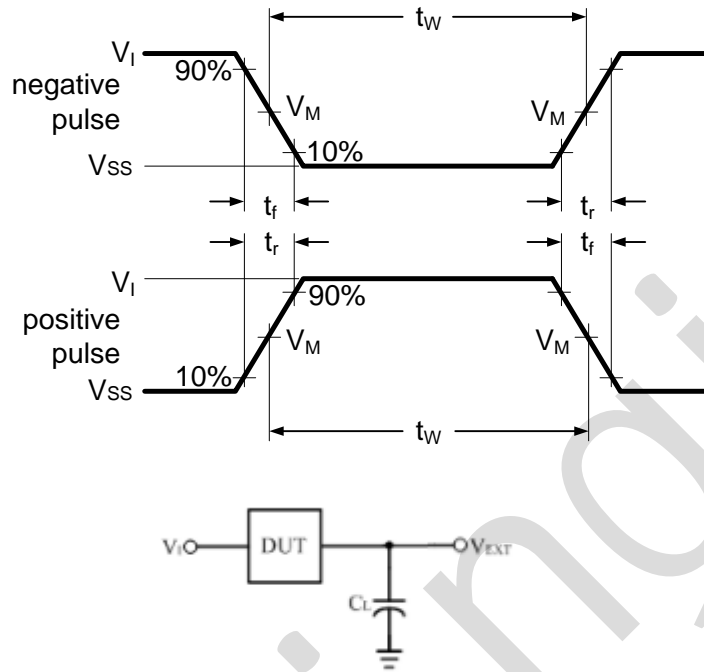 tW
VI
90%
negative
pulse
VM
VM
10%
VSS
tf
tr
tr
tf
VI
90%
positive
pulse
VM
VM
10%
VSS
tW
VI
DUT
VEXT
CL